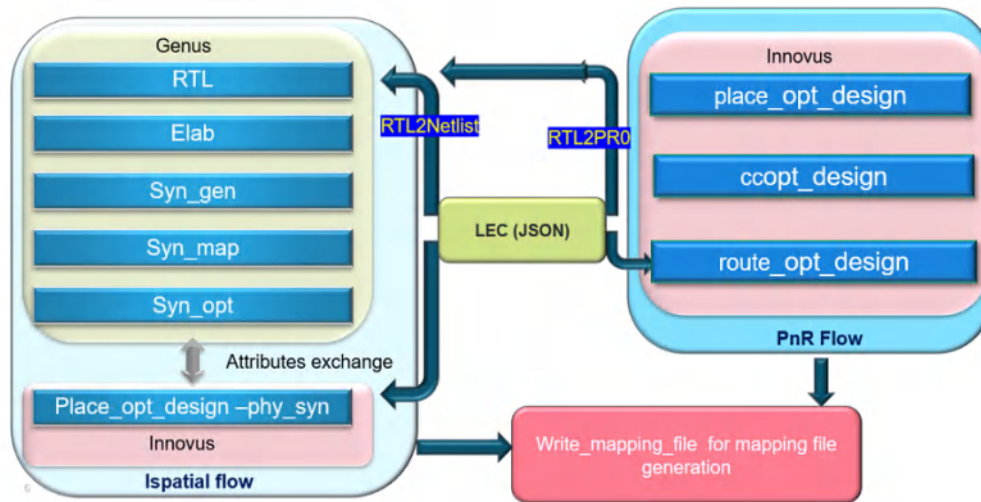 Genus
RTL
Elab
Syn_gen
Syn_map
Syn_opt
Attributes exchange
Place_opt_design –phy_syn
Innovus
Ispatial flow
6
RTL2Netlist
RTL2PR0
LEC (JSON)
Innovus
place_opt_design
ccopt_design
route_opt_design
PnR Flow
Write_mapping_file for mapping file
generation